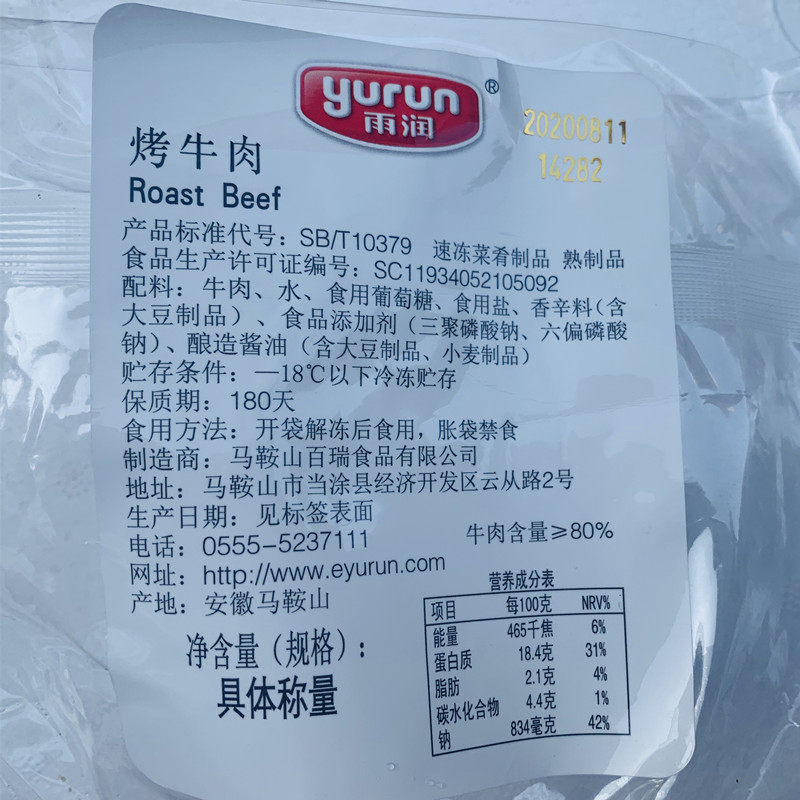 yurun®
雨润
20200811
14282
烤牛肉
Roast Beef
产品标准代号：SB/T10379 速冻菜肴制品 熟制品
食品生产许可证编号：SC11934052105092
配料：牛肉、水、食用葡萄糖、食用盐、香辛料（含
大豆制品）、食品添加剂（三聚磷酸钠、六偏磷酸
钠）、酿造酱油（含大豆制品、小麦制品）
贮存条件：—18℃以下冷冻贮存
保质期：180天
食用方法：开袋解冻后食用，胀袋禁食
制造商：马鞍山百瑞食品有限公司
地址：马鞍山市当涂县经济开发区云从路2号
生产日期：见标签表面
电话：0555-5237111 牛肉含量≥80%
网址：http://www.eyurun.com
产地：安徽马鞍山
净含量（规格）：
具体称量
营养成分表
项目 每100克 NRV%
能量 465千焦 6%
蛋白质 18.4克 31%
脂肪 2.1克 4%
碳水化合物 4.4克 1%
钠 834毫克 42%